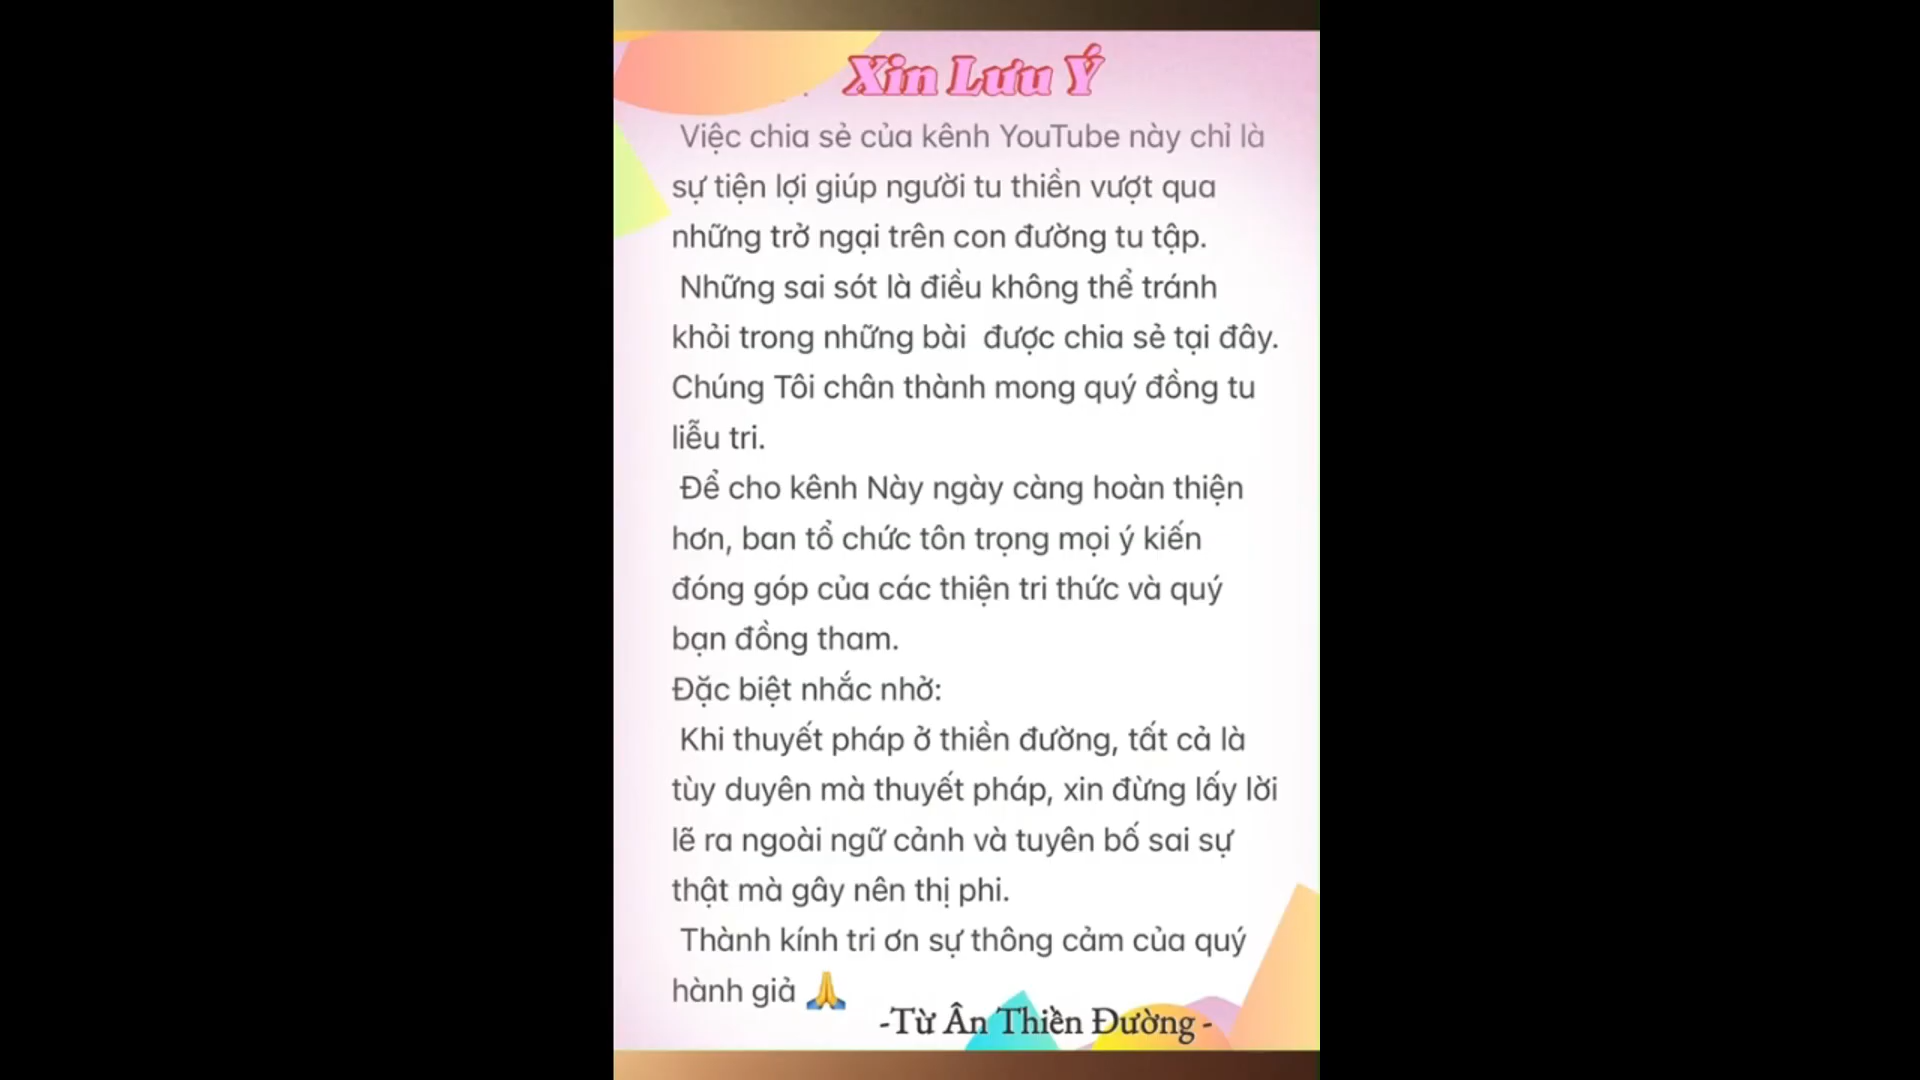 Xin Lưu Ý
Việc chia sẻ của kênh YouTube này chỉ là
sự tiện lợi giúp người tu thiền vượt qua
những trở ngại trên con đường tu tập.
Những sai sót là điều không thể tránh
khỏi trong những bài được chia sẻ tại đây.
Chúng Tôi chân thành mong quý đồng tu
liễu tri.
Để cho kênh Này ngày càng hoàn thiện
hơn, ban tổ chức tôn trọng mọi ý kiến
đóng góp của các thiện tri thức và quý
bạn đồng tham.
Đặc biệt nhắc nhở:
Khi thuyết pháp ở thiền đường, tất cả là
tùy duyên mà thuyết pháp, xin đừng lấy lời
lẽ ra ngoài ngữ cảnh và tuyên bố sai sự
thật mà gây nên thị phi.
Thành kính tri ơn sự thông cảm của quý
hành giả 🙏
-Từ Ân Thiền Đường -